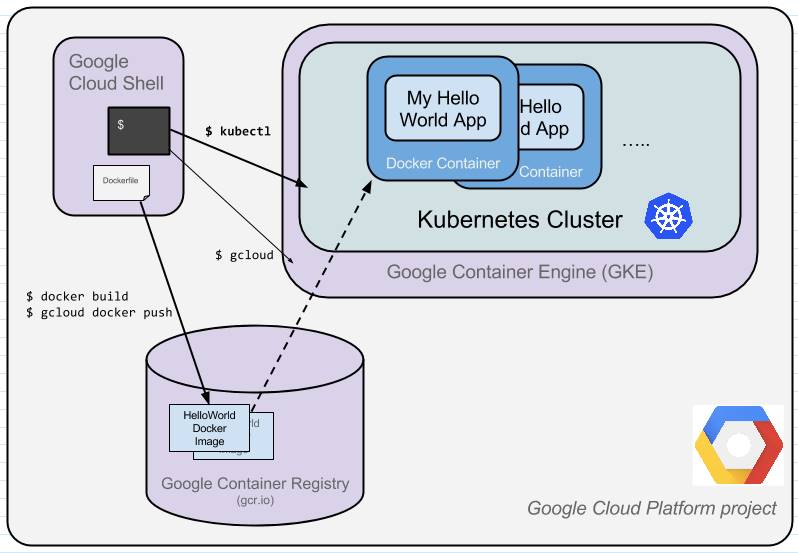 Google
Cloud Shell
$
Dockerfile
$ kubectl
$ gcloud
My Hello
World App
Docker Container
Hello
d App
Container
.....
Kubernetes Cluster
Google Container Engine (GKE)
$ docker build
$ gcloud docker push
HelloWorld
Docker
Image
Google Container Registry
(gcr.io)
Google Cloud Platform project